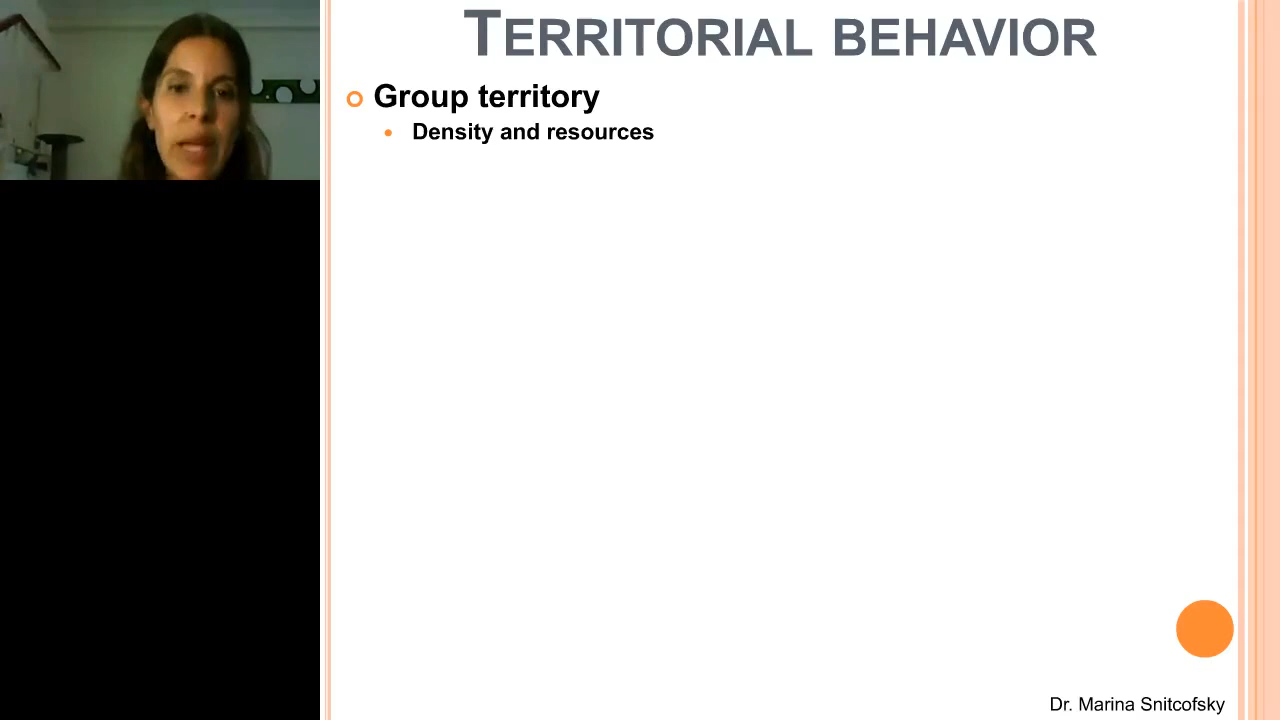 TERRITORIAL BEHAVIOR
Group territory
Density and resources
Dr. Marina Snitcofsky